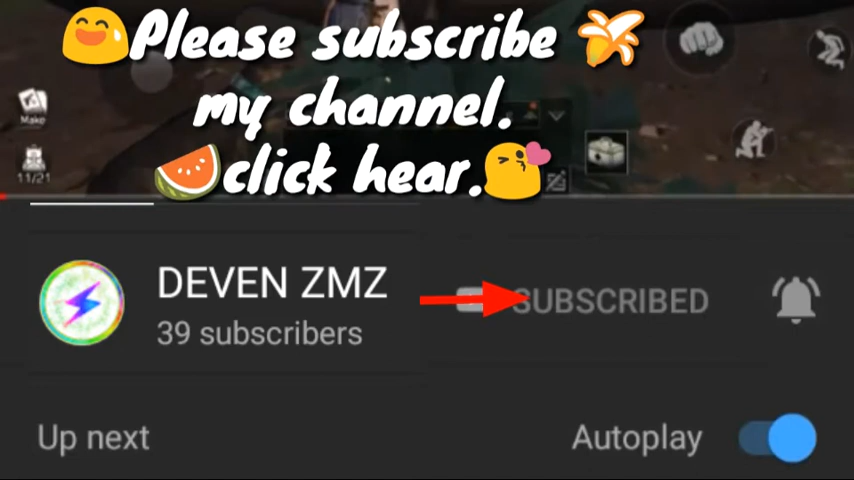 Please subscribe
my channel.
click hear.
Make
11/21
DEVEN ZMZ
39 subscribers
SUBSCRIBED
Up next
Autoplay